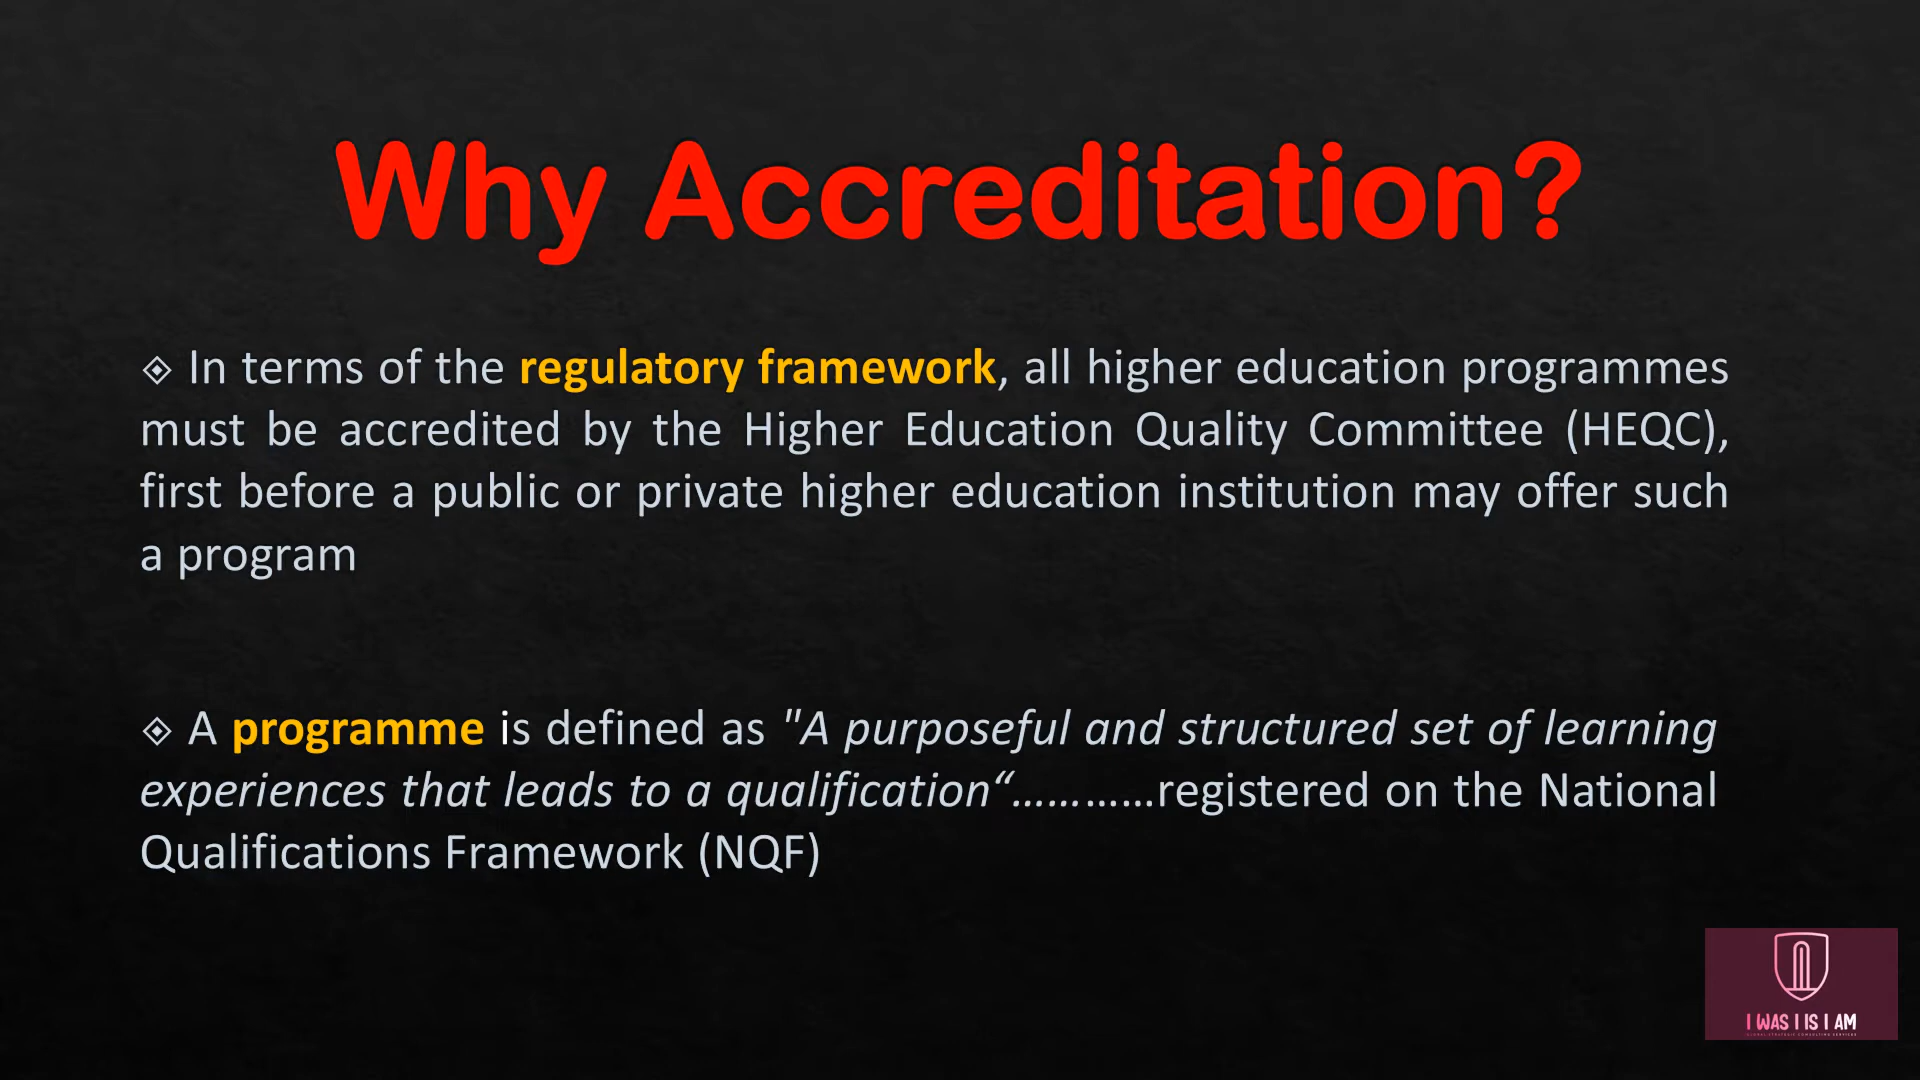 Why Accreditation?
◈ In terms of the regulatory framework, all higher education programmes
must be accredited by the Higher Education Quality Committee (HEQC),
first before a public or private higher education institution may offer such
a program
◈ A programme is defined as "A purposeful and structured set of learning
experiences that leads to a qualification“…………registered on the National
Qualifications Framework (NQF)
I WAS I IS I AM